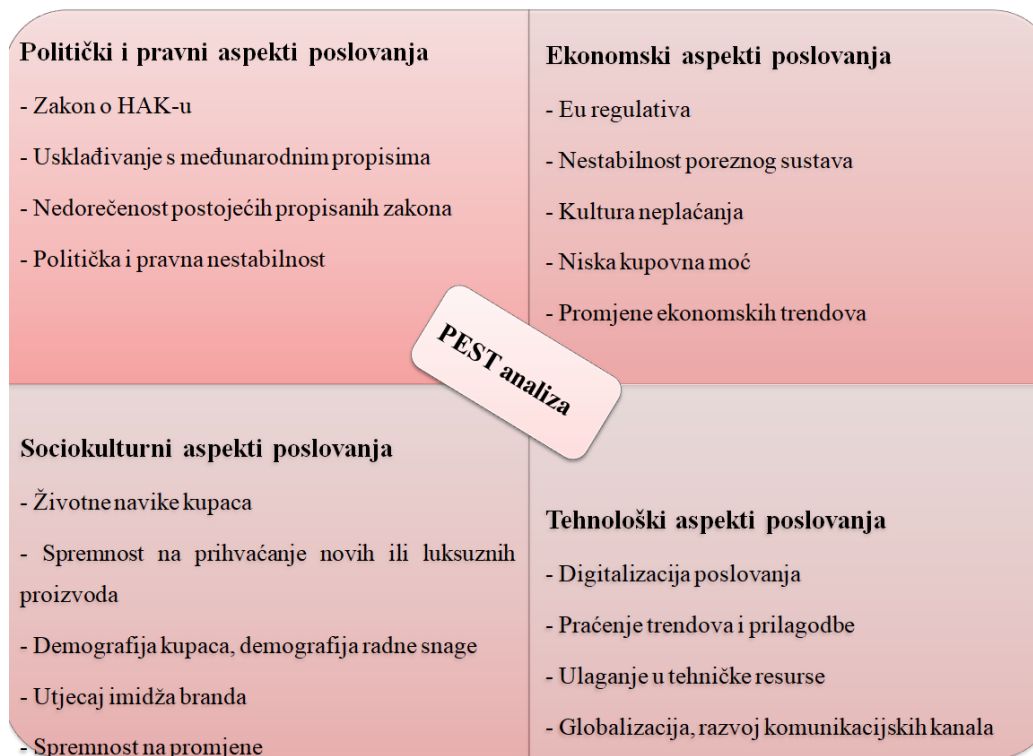 Politički i pravni aspekti poslovanja
- Zakon o HAK-u
- Usklađivanje s međunarodnim propisima
- Nedorečenost postojećih propisanih zakona
- Politička i pravna nestabilnost
Ekonomski aspekti poslovanja
- Eu regulativa
- Nestabilnost poreznog sustava
- Kultura neplaćanja
- Niska kupovna moć
- Promjene ekonomskih trendova
PEST analiza
Sociokulturni aspekti poslovanja
- Životne navike kupaca
- Spremnost na prihvaćanje novih ili luksuznih
proizvoda
- Demografija kupaca, demografija radne snage
- Utjecaj imidža branda
- Spremnost na promjene
Tehnološki aspekti poslovanja
- Digitalizacija poslovanja
- Praćenje trendova i prilagodbe
- Ulaganje u tehničke resurse
- Globalizacija, razvoj komunikacijskih kanala